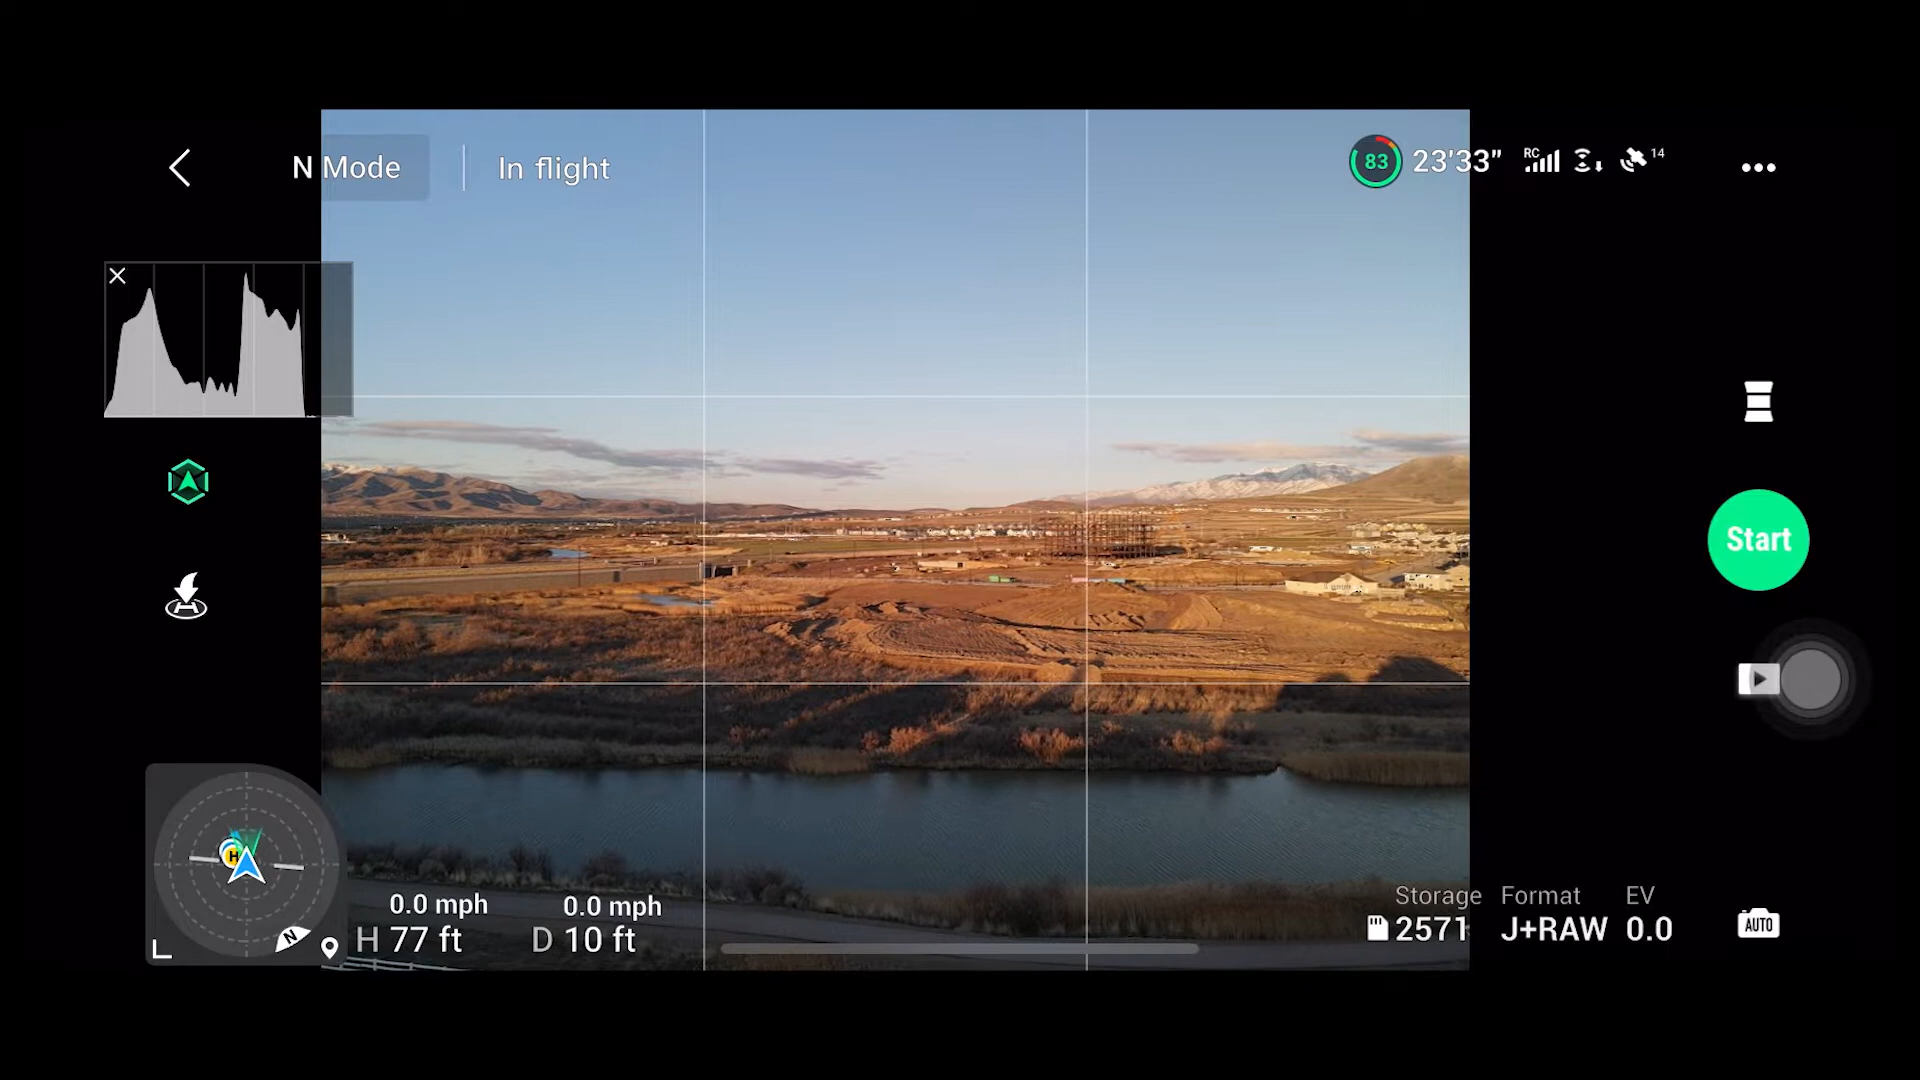 N Mode
In flight
83
23'33"
RC
14
Start
H
N
0.0 mph
0.0 mph
H 77 ft
D 10 ft
Storage
Format
EV
2571
J+RAW
0.0
AUTO